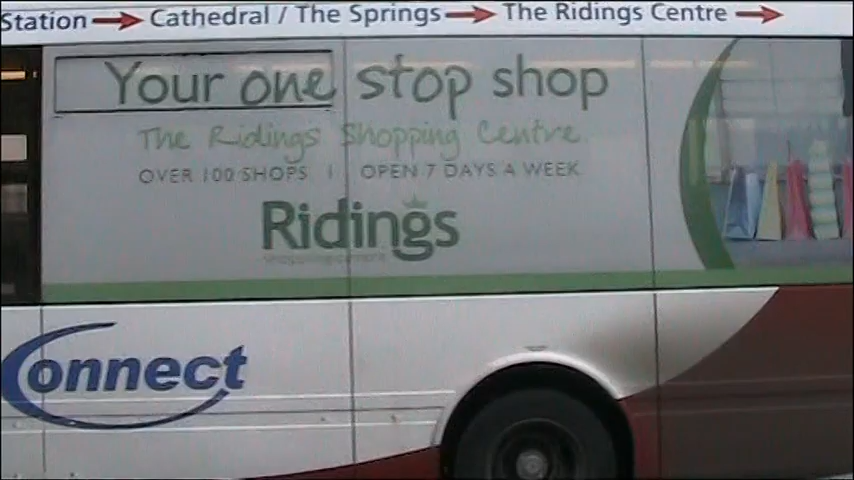 Station → Cathedral / The Springs → The Ridings Centre →
Your one stop shop
The Ridings Shopping Centre
OVER 100 SHOPS | OPEN 7 DAYS A WEEK
Ridings
Connect